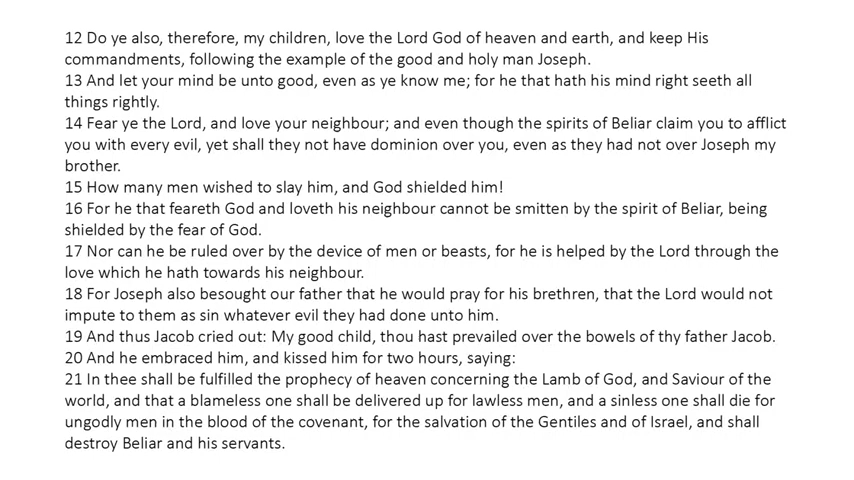 12 Do ye also, therefore, my children, love the Lord God of heaven and earth, and keep His
commandments, following the example of the good and holy man Joseph.
13 And let your mind be unto good, even as ye know me; for he that hath his mind right seeth all
things rightly.
14 Fear ye the Lord, and love your neighbour; and even though the spirits of Beliar claim you to afflict
you with every evil, yet shall they not have dominion over you, even as they had not over Joseph my
brother.
15 How many men wished to slay him, and God shielded him!
16 For he that feareth God and loveth his neighbour cannot be smitten by the spirit of Beliar, being
shielded by the fear of God.
17 Nor can he be ruled over by the device of men or beasts, for he is helped by the Lord through the
love which he hath towards his neighbour.
18 For Joseph also besought our father that he would pray for his brethren, that the Lord would not
impute to them as sin whatever evil they had done unto him.
19 And thus Jacob cried out: My good child, thou hast prevailed over the bowels of thy father Jacob.
20 And he embraced him, and kissed him for two hours, saying:
21 In thee shall be fulfilled the prophecy of heaven concerning the Lamb of God, and Saviour of the
world, and that a blameless one shall be delivered up for lawless men, and a sinless one shall die for
ungodly men in the blood of the covenant, for the salvation of the Gentiles and of Israel, and shall
destroy Beliar and his servants.